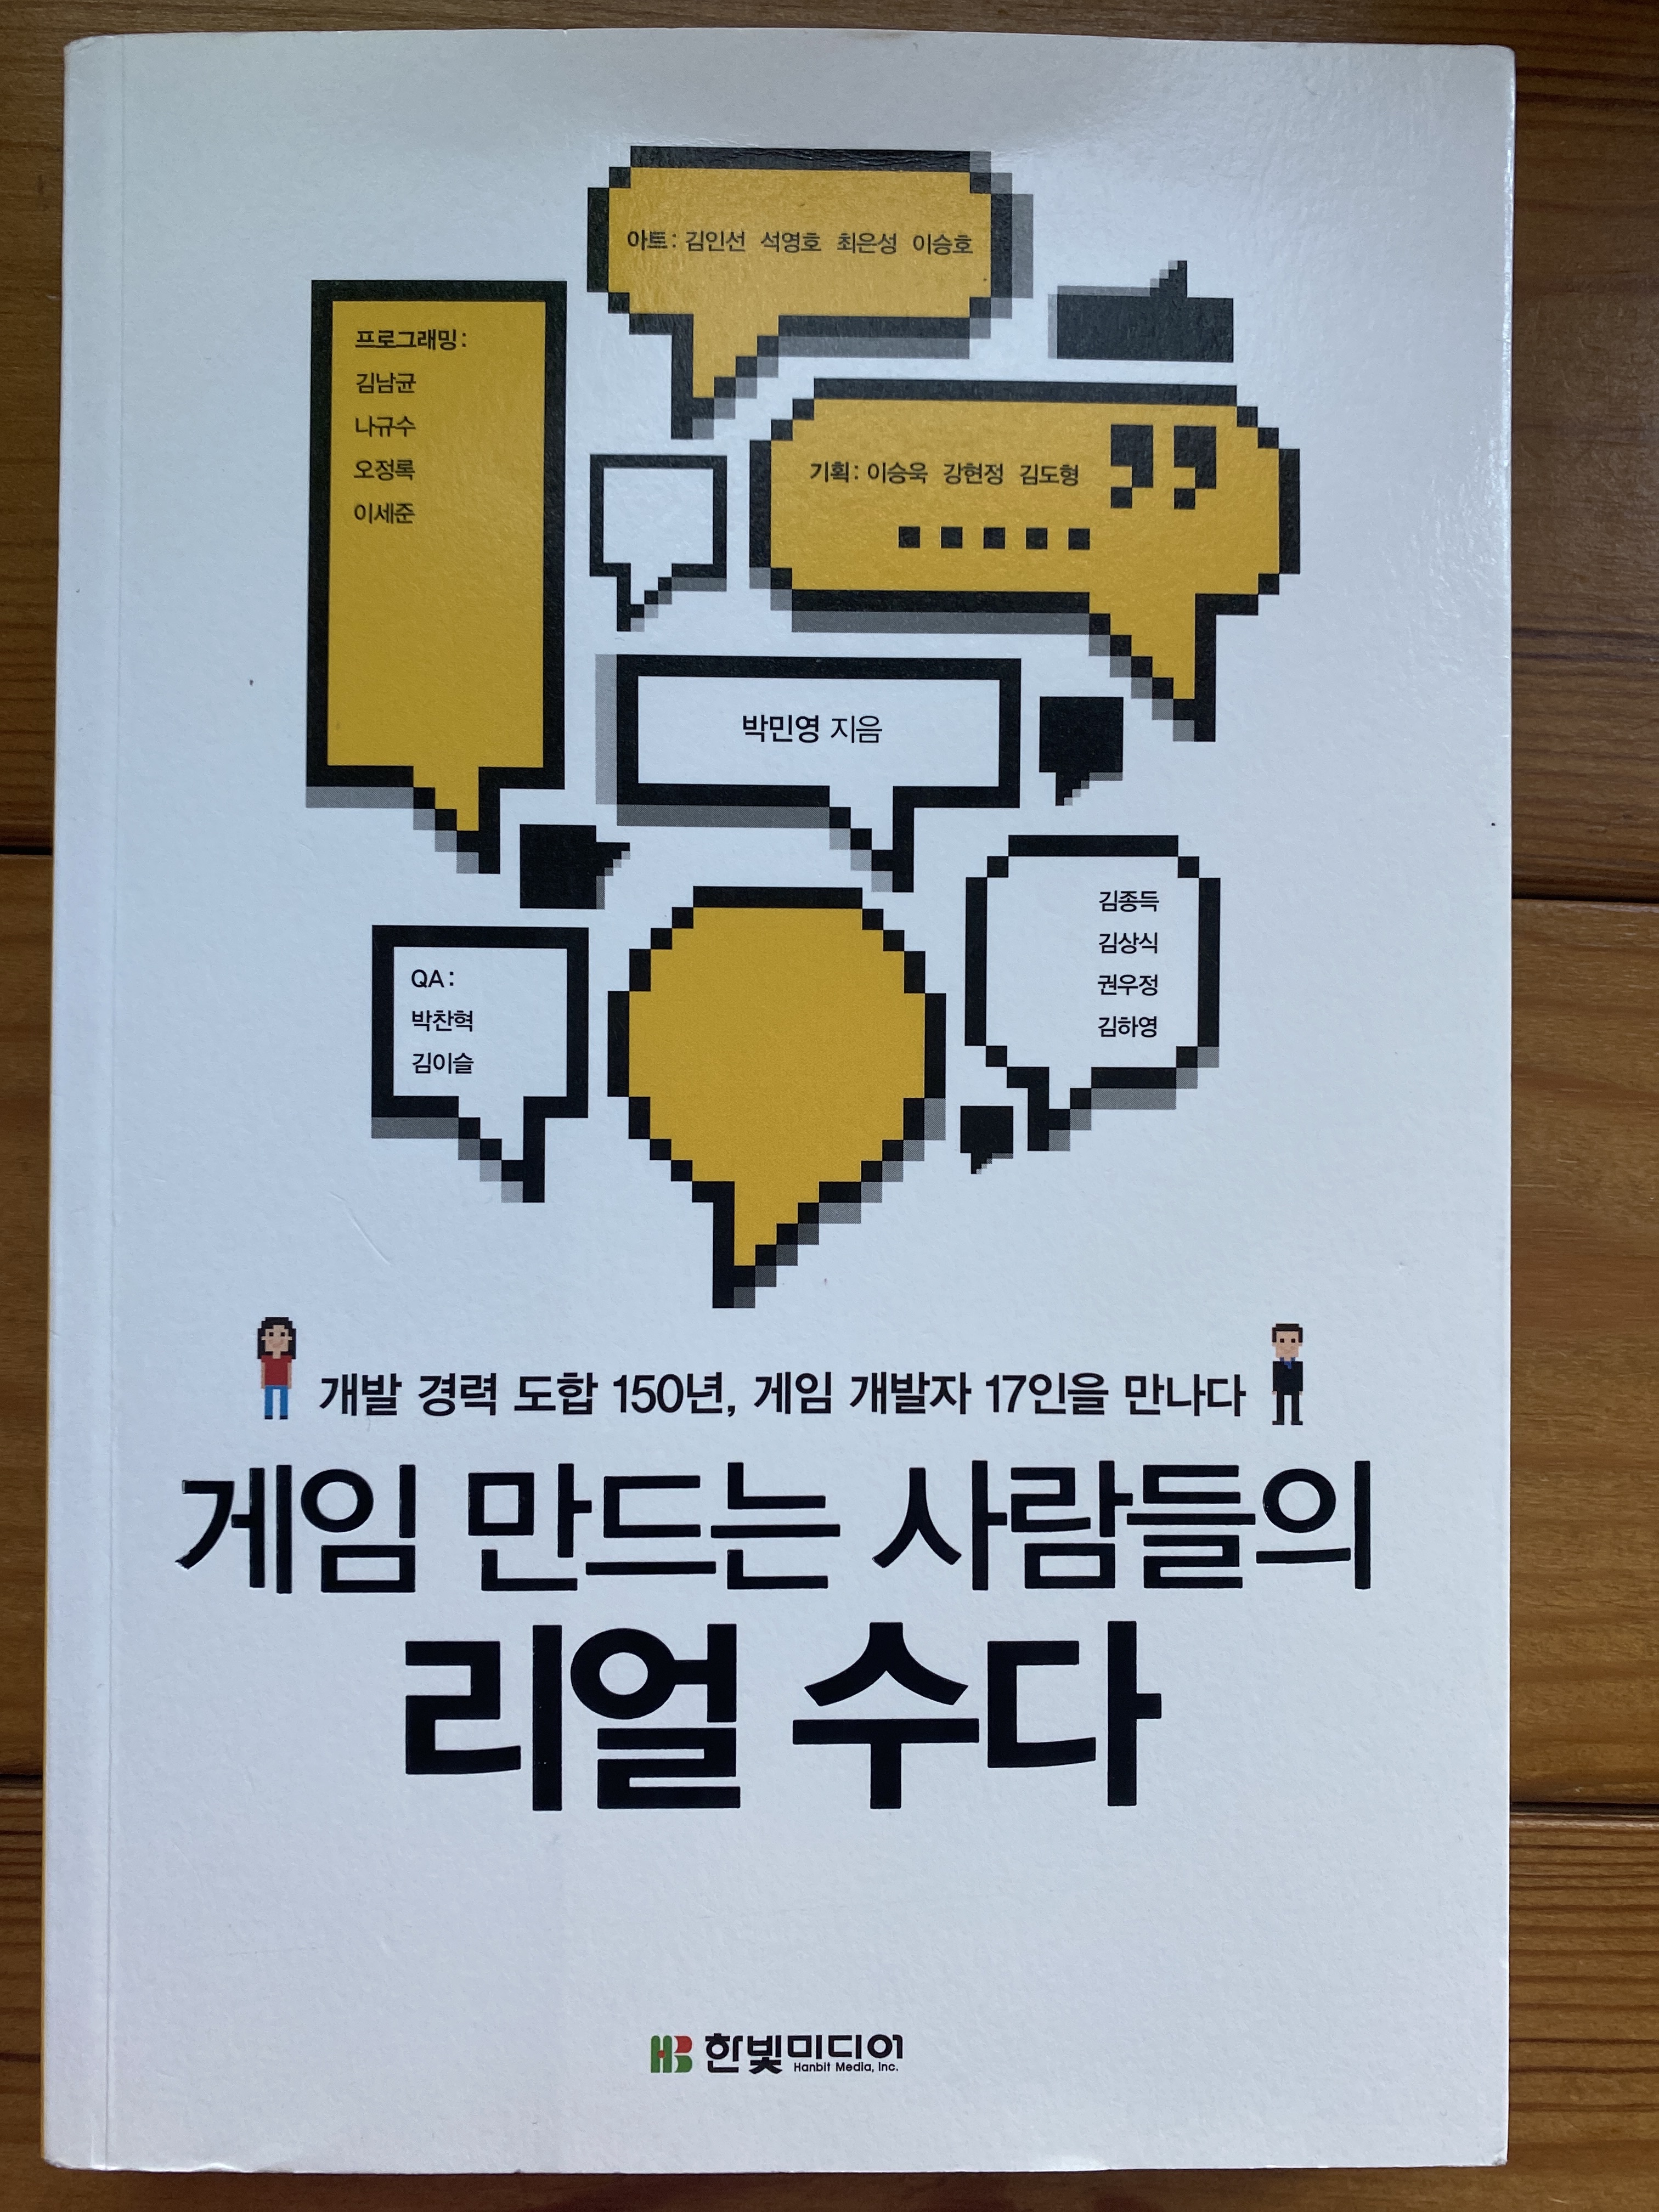 아트: 김인선 석영호 최은성 이승호
프로그래밍:
김남균
나규수
오정록
이세준
기획: 이승욱 강현정 김도형
”
.....
박민영 지음
QA:
박찬혁
김이슬
김종득
김상식
권우정
김하영
개발 경력 도합 150년, 게임 개발자 17인을 만나다
게임 만드는 사람들의
리얼 수다
HB 한빛미디어
Hanbit Media, Inc.